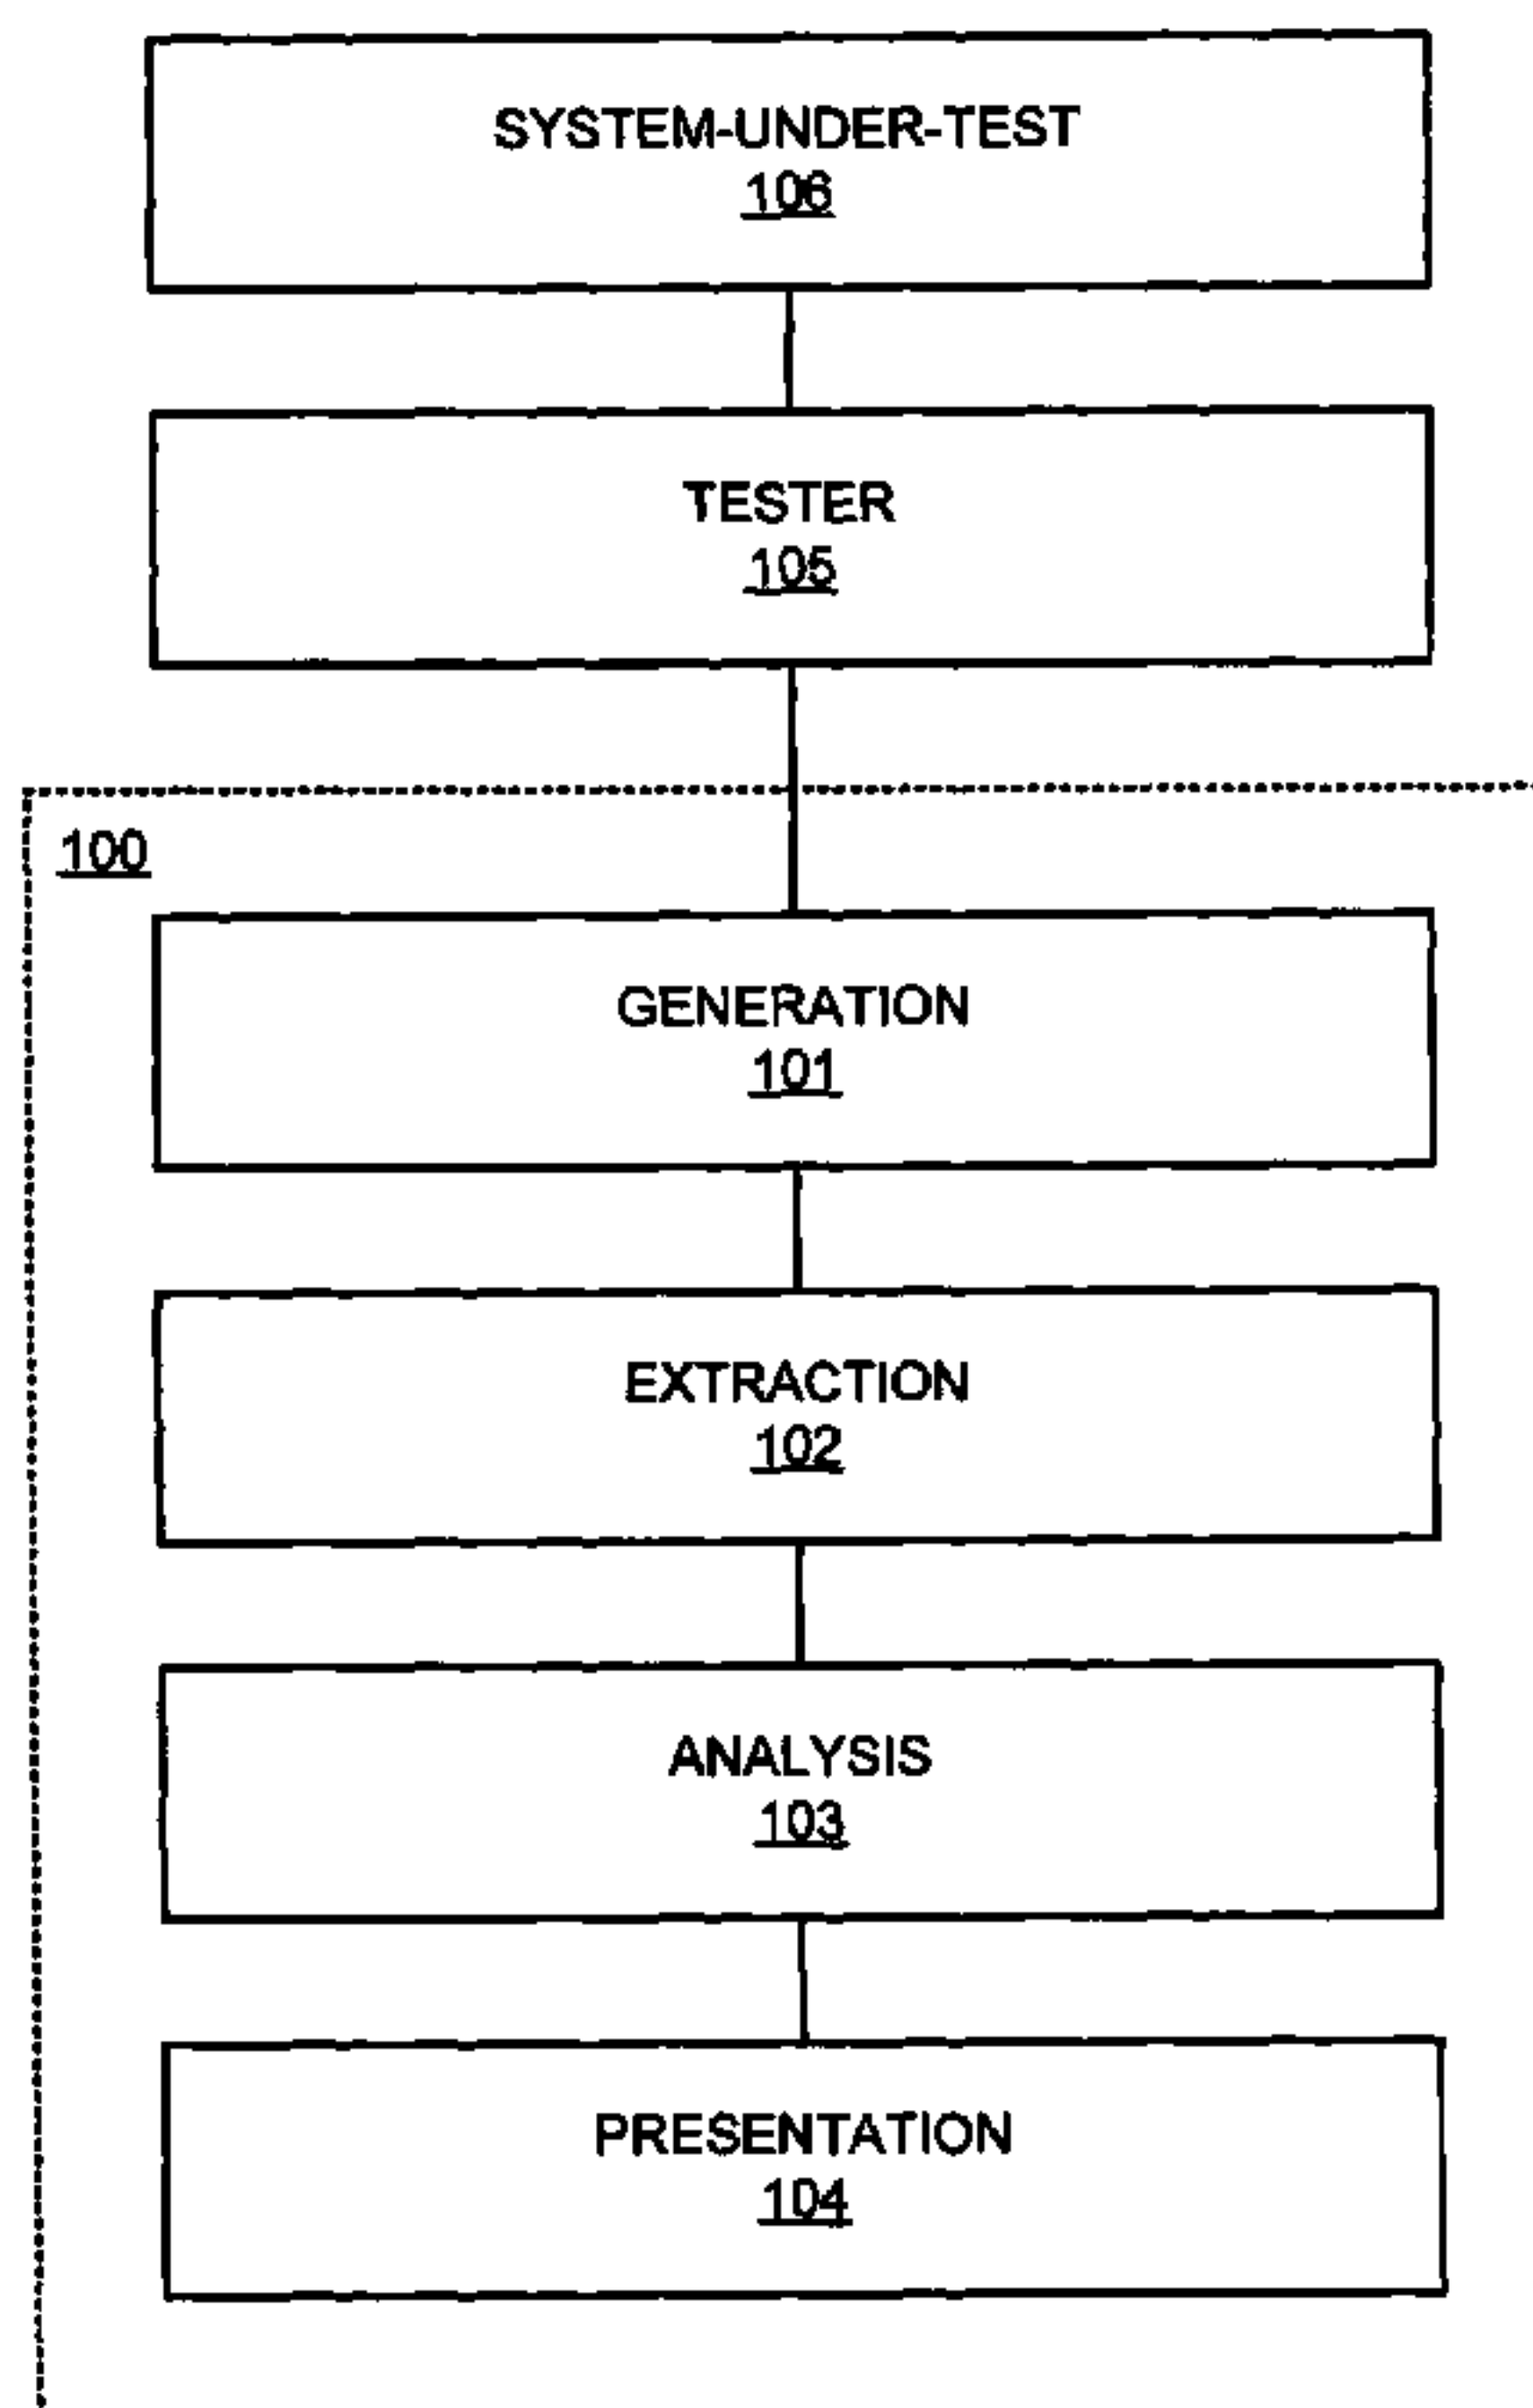 SYSTEM-UNDER-TEST
106
TESTER
105
100
GENERATION
101
EXTRACTION
102
ANALYSIS
103
PRESENTATION
104